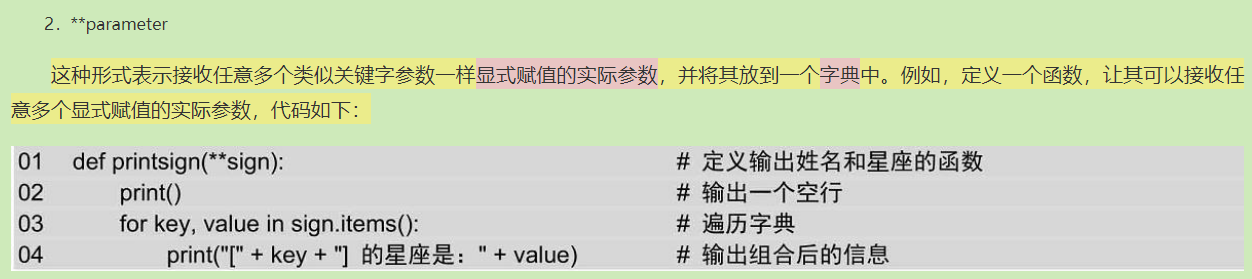 2. **parameter
这种形式表示接收任意多个类似关键字参数一样显式赋值的实际参数，并将其放到一个字典中。例如，定义一个函数，让其可以接收任
意多个显式赋值的实际参数，代码如下：
01 def printsign(**sign): # 定义输出姓名和星座的函数
02 print() # 输出一个空行
03 for key, value in sign.items(): # 遍历字典
04 print("[" + key + "] 的星座是：" + value) # 输出组合后的信息